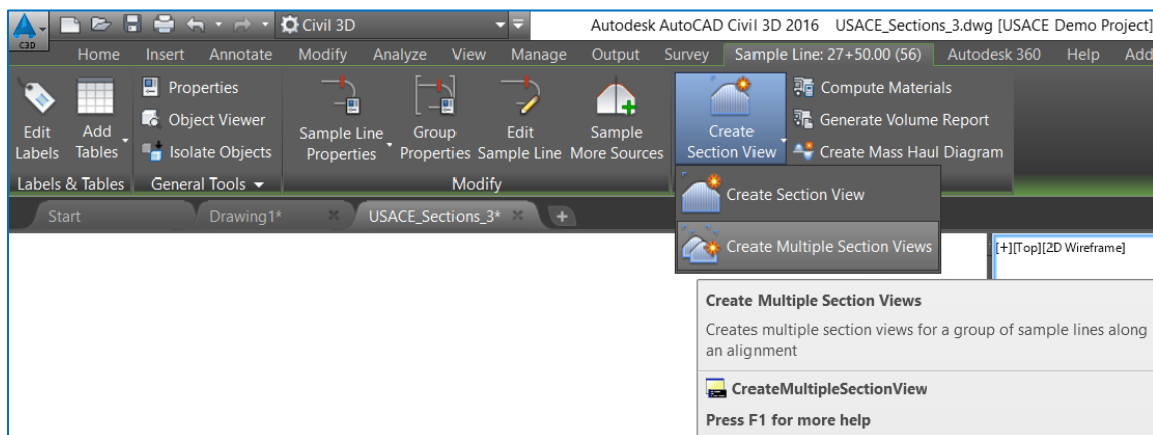 Civil 3D
Autodesk AutoCAD Civil 3D 2016 USACE_Sections_3.dwg [USACE Demo Project]
C3D
Home Insert Annotate Modify Analyze View Manage Output Survey Sample Line: 27+50.00 (56) Autodesk 360 Help Add
Edit
Labels
Add
Tables
Labels & Tables
Properties
Object Viewer
Isolate Objects
General Tools
Sample Line
Properties
Group
Properties
Edit
Sample Line
Sample
More Sources
Modify
Create
Section View
Compute Materials
Generate Volume Report
Create Mass Haul Diagram
Create Section View
Create Multiple Section Views
Start Drawing1* USACE_Sections_3*
[+][Top][2D Wireframe]
Create Multiple Section Views
Creates multiple section views for a group of sample lines along
an alignment
CreateMultipleSectionView
Press F1 for more help